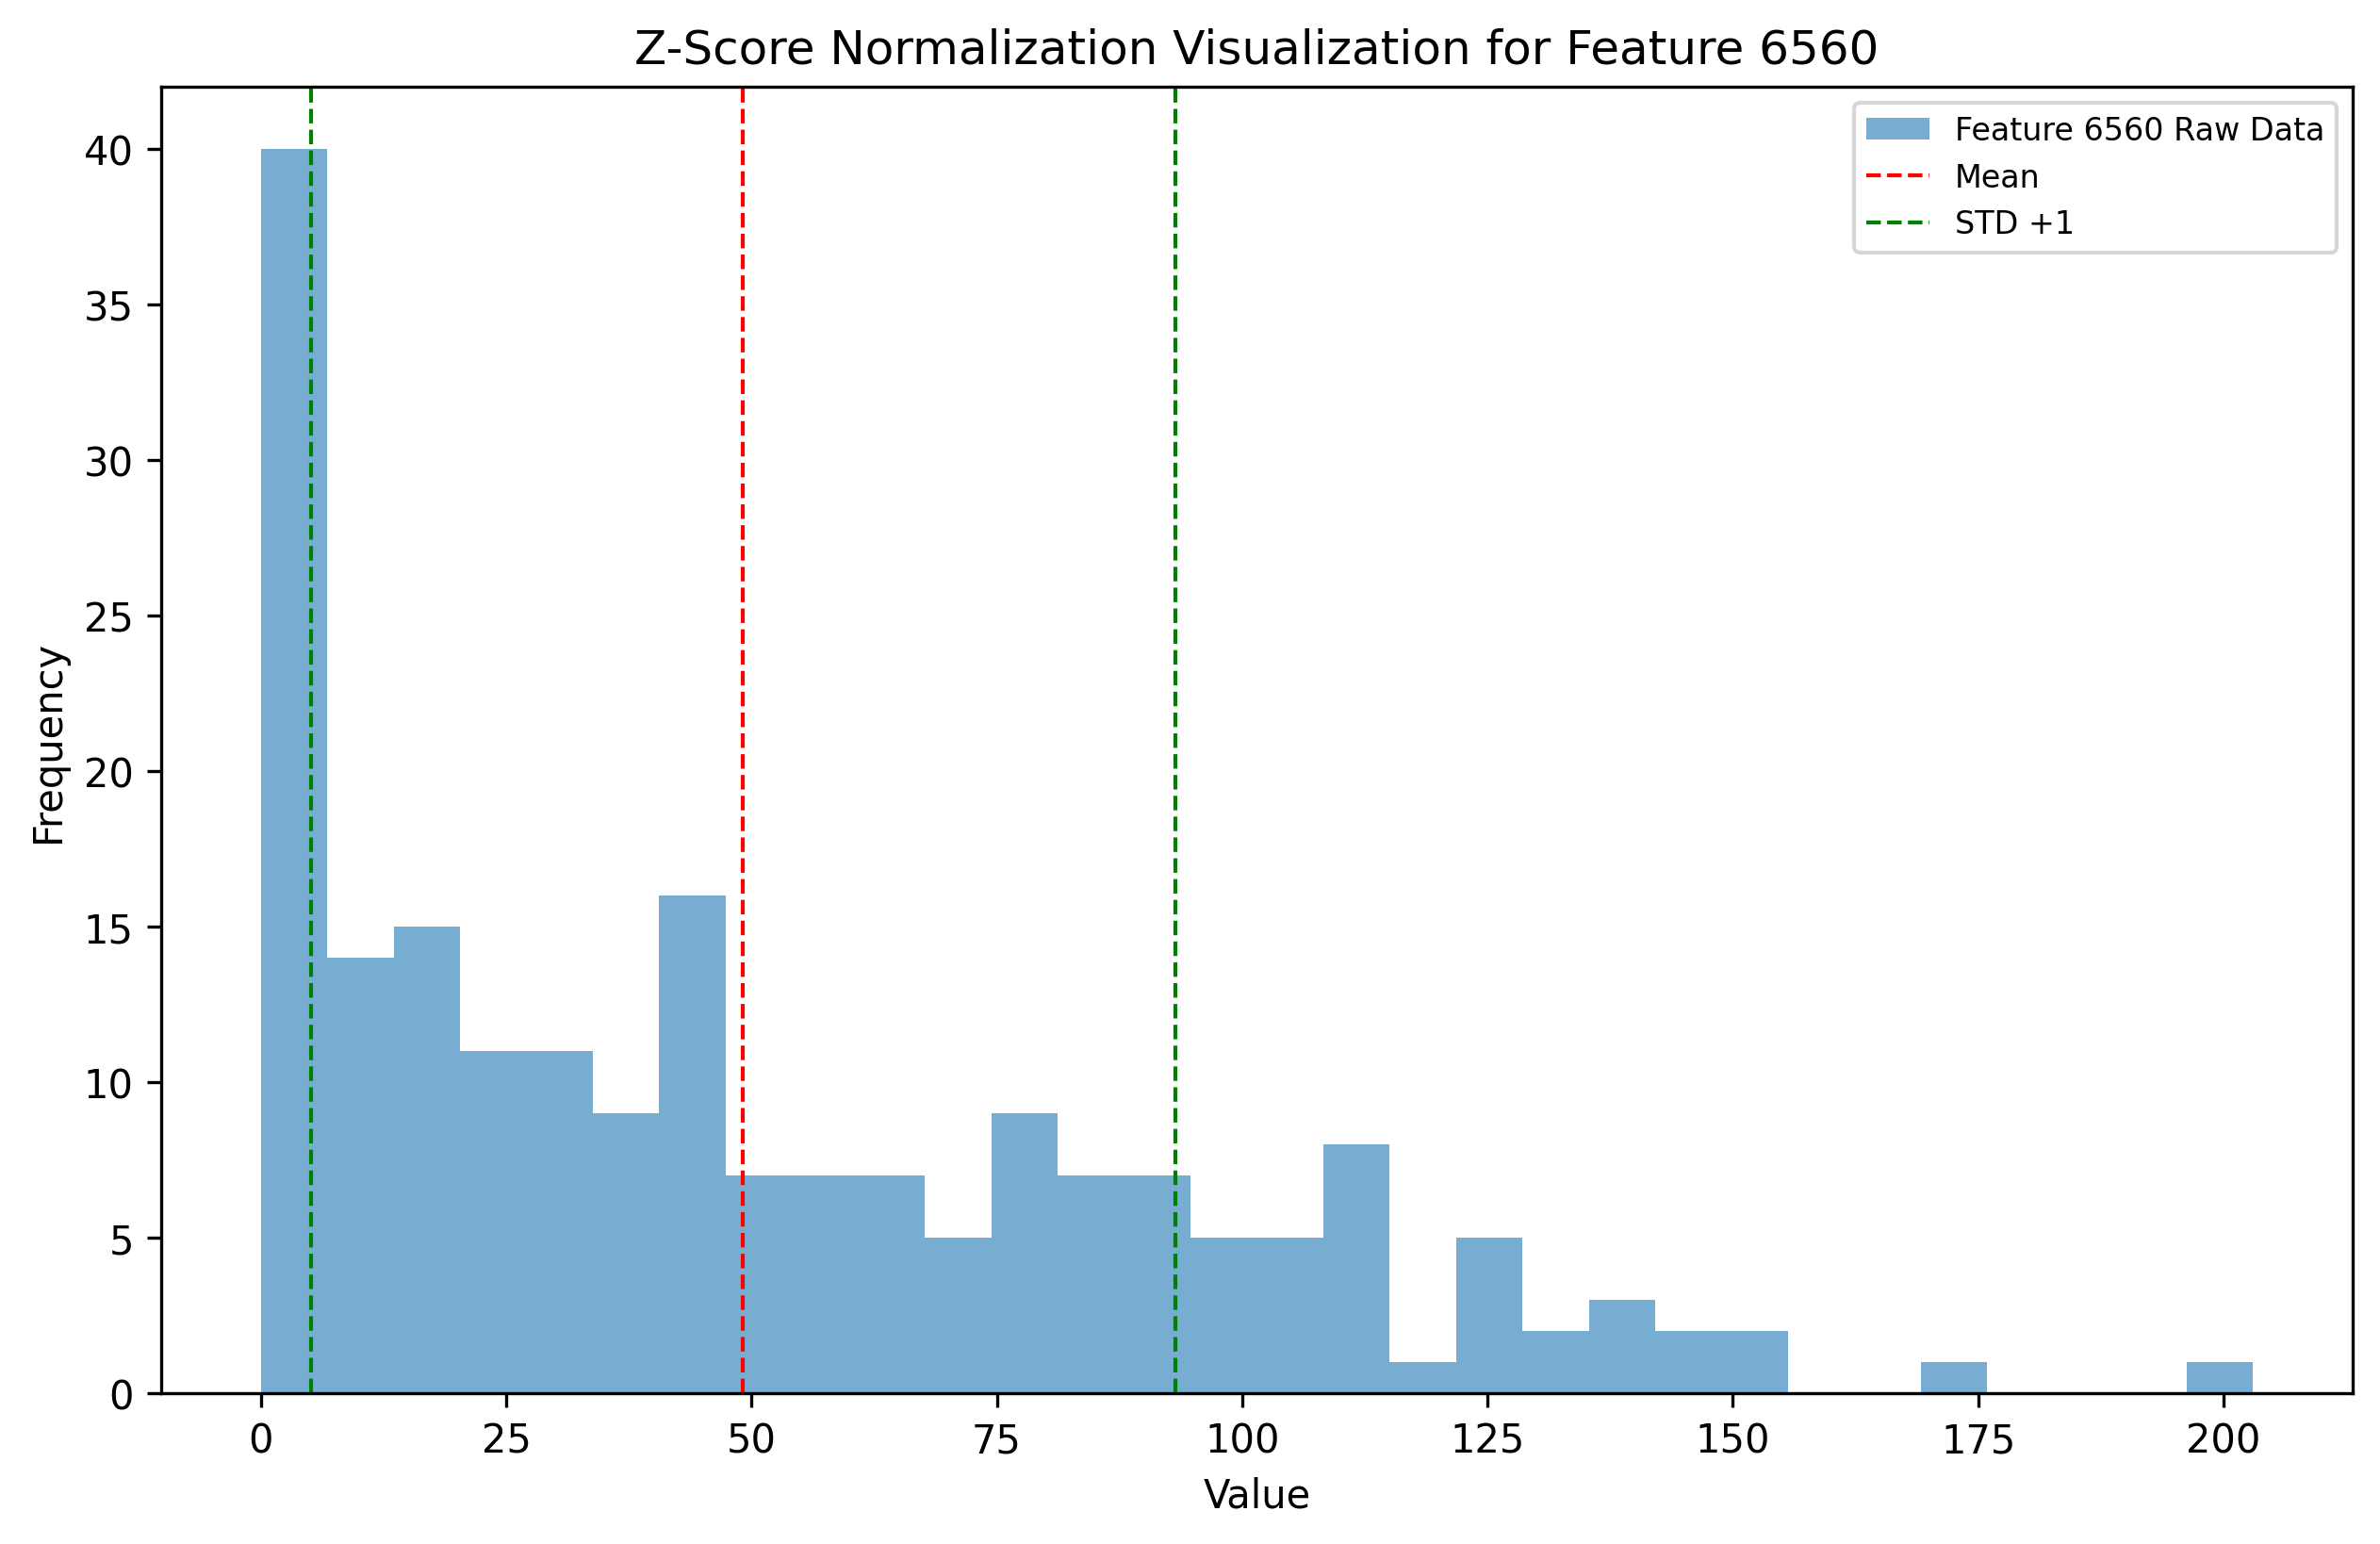 Z-Score Normalization Visualization for Feature 6560
Feature 6560 Raw Data
Mean
STD +1
Frequency
40
35
30
25
20
15
10
5
0
0 25 50 75 100 125 150 175 200
Value